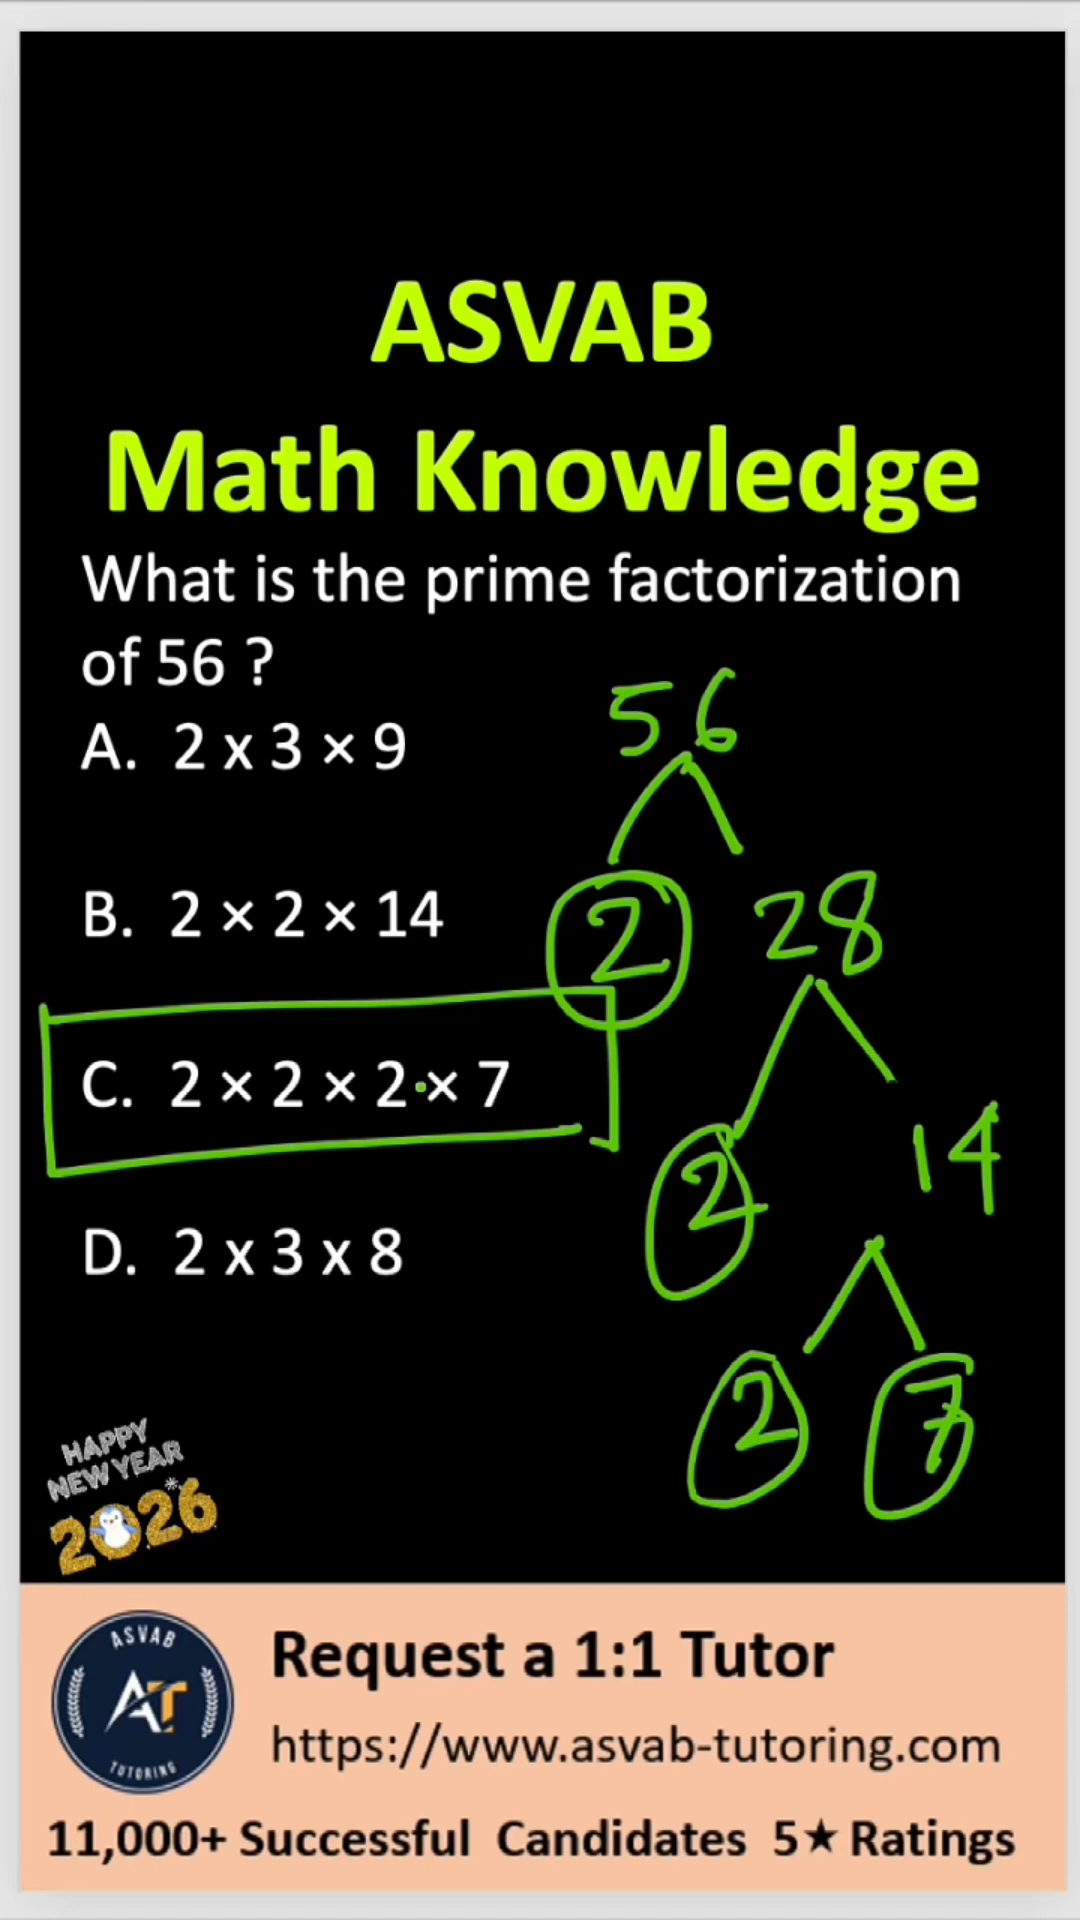 ASVAB
Math Knowledge
What is the prime factorization
of 56 ?
A. 2 x 3 × 9
B. 2 × 2 × 14
C. 2 × 2 × 2 × 7
D. 2 x 3 x 8
56
2 28
2 14
2 7
HAPPY
NEW YEAR
2026
ASVAB
AT
TUTORING
Request a 1:1 Tutor
https://www.asvab-tutoring.com
11,000+ Successful Candidates 5★ Ratings